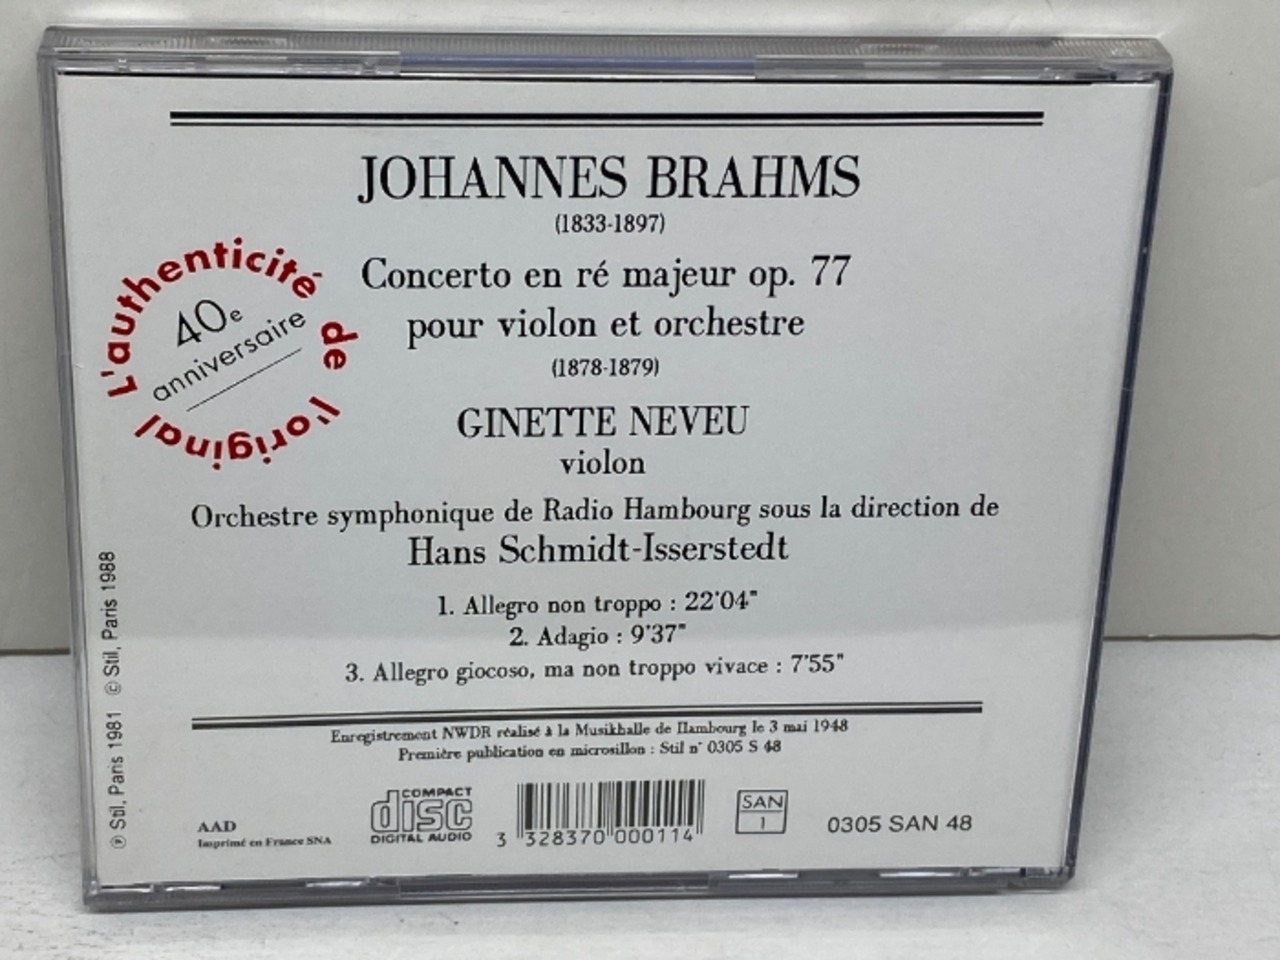 JOHANNES BRAHMS
(1833-1897)
Concerto en ré majeur op. 77
pour violon et orchestre
(1878-1879)
GINETTE NEVEU
violon
Orchestre symphonique de Radio Hambourg sous la direction de
Hans Schmidt-Isserstedt
1. Allegro non troppo : 22'04"
2. Adagio : 9'37"
3. Allegro giocoso, ma non troppo vivace : 7'55"
L'authenticité de l'original
40e
anniversaire
℗ Stil, Paris 1981 © Stil, Paris 1988
Enregistrement NWDR réalisé à la Musikhalle de Hambourg le 3 mai 1948
Première publication en microsillon : Stil n° 0305 S 48
AAD
Imprimé en France SNA
COMPACT
disc
DIGITAL AUDIO
3 328370 000114
SAN
1
0305 SAN 48